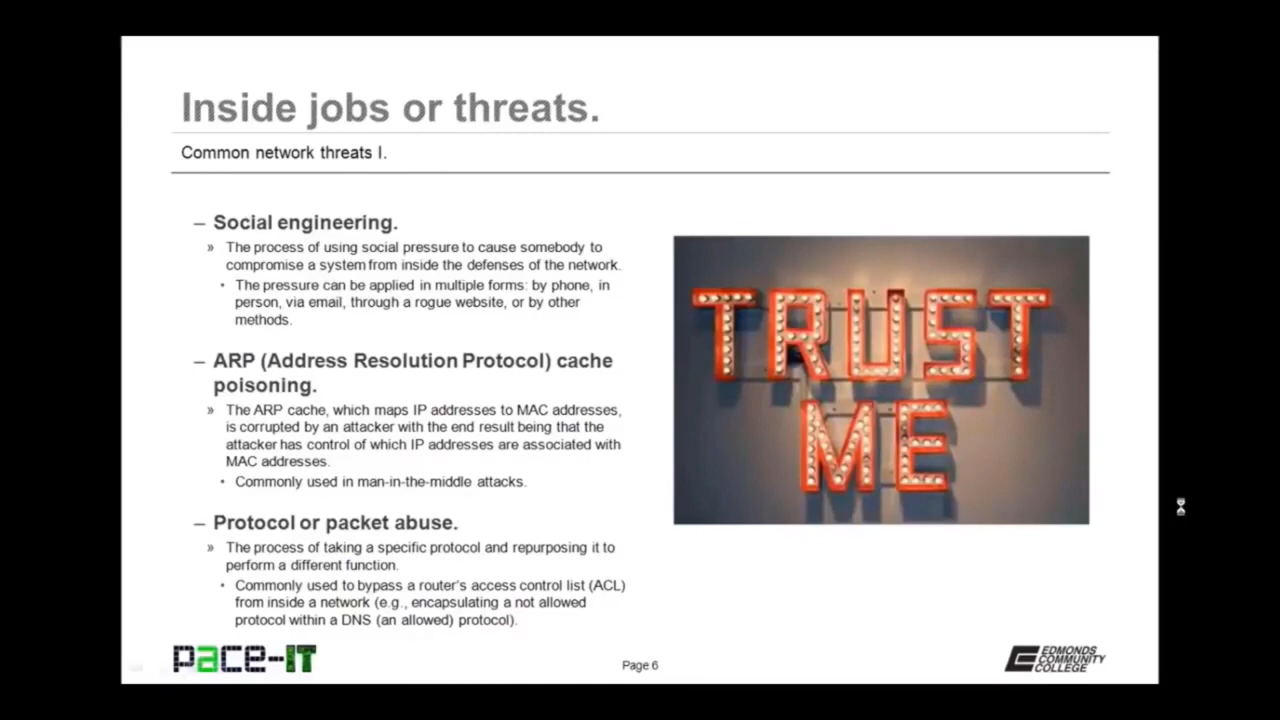 Inside jobs or threats.
Common network threats I.
– Social engineering.
» The process of using social pressure to cause somebody to
compromise a system from inside the defenses of the network.
• The pressure can be applied in multiple forms: by phone, in
person, via email, through a rogue website, or by other
methods.
– ARP (Address Resolution Protocol) cache
poisoning.
» The ARP cache, which maps IP addresses to MAC addresses,
is corrupted by an attacker with the end result being that the
attacker has control of which IP addresses are associated with
MAC addresses.
• Commonly used in man-in-the-middle attacks.
– Protocol or packet abuse.
» The process of taking a specific protocol and repurposing it to
perform a different function.
• Commonly used to bypass a router's access control list (ACL)
from inside a network (e.g., encapsulating a not allowed
protocol within a DNS (an allowed) protocol).
TRUST
ME
pace-IT
Page 6
EDMONDS
COMMUNITY
COLLEGE